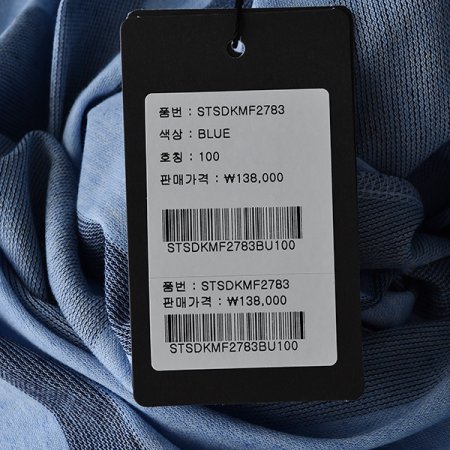 품번 : STSDKMF2783
색상 : BLUE
호칭 : 100
판매가격 : ₩138,000
STSDKMF2783BU100
품번 : STSDKMF2783
판매가격 : ₩138,000
STSDKMF2783BU100